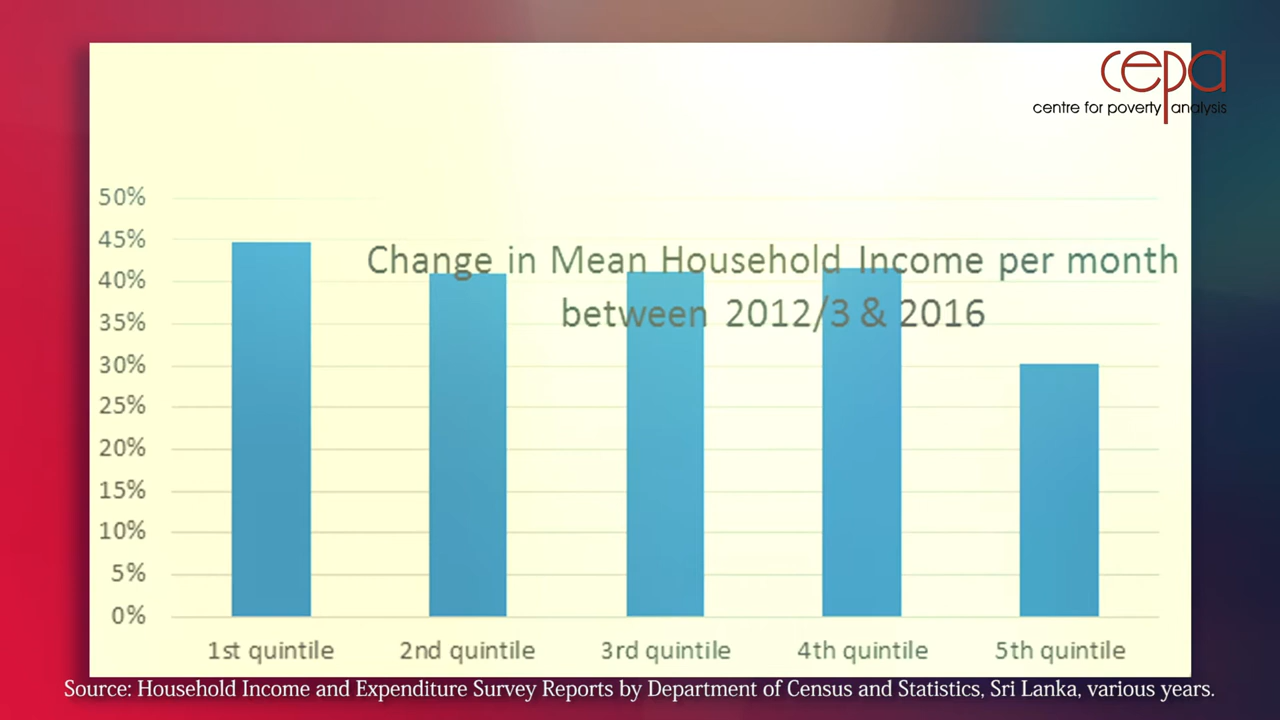 cepa
centre for poverty analysis
50%
45%
Change in Mean Household Income per month
40%
between 2012/3 & 2016
35%
30%
25%
20%
15%
10%
5%
0%
1st quintile 2nd quintile 3rd quintile 4th quintile 5th quintile
Source: Household Income and Expenditure Survey Reports by Department of Census and Statistics, Sri Lanka, various years.